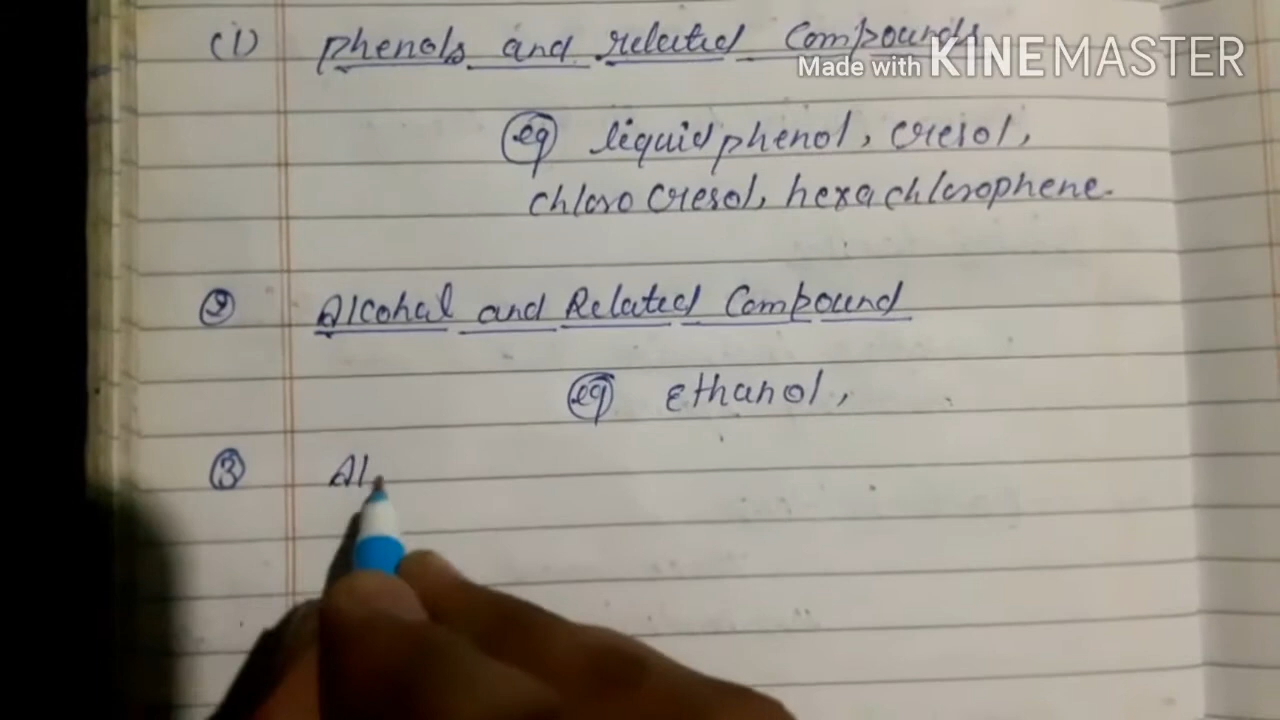 (1) phenols and related Compounds
Made with KINEMASTER
eg liquid phenol, cresol,
chloro cresol, hexachlorophene.
2 Alcohal and Related Compound
eg Ethanol,
3 Al